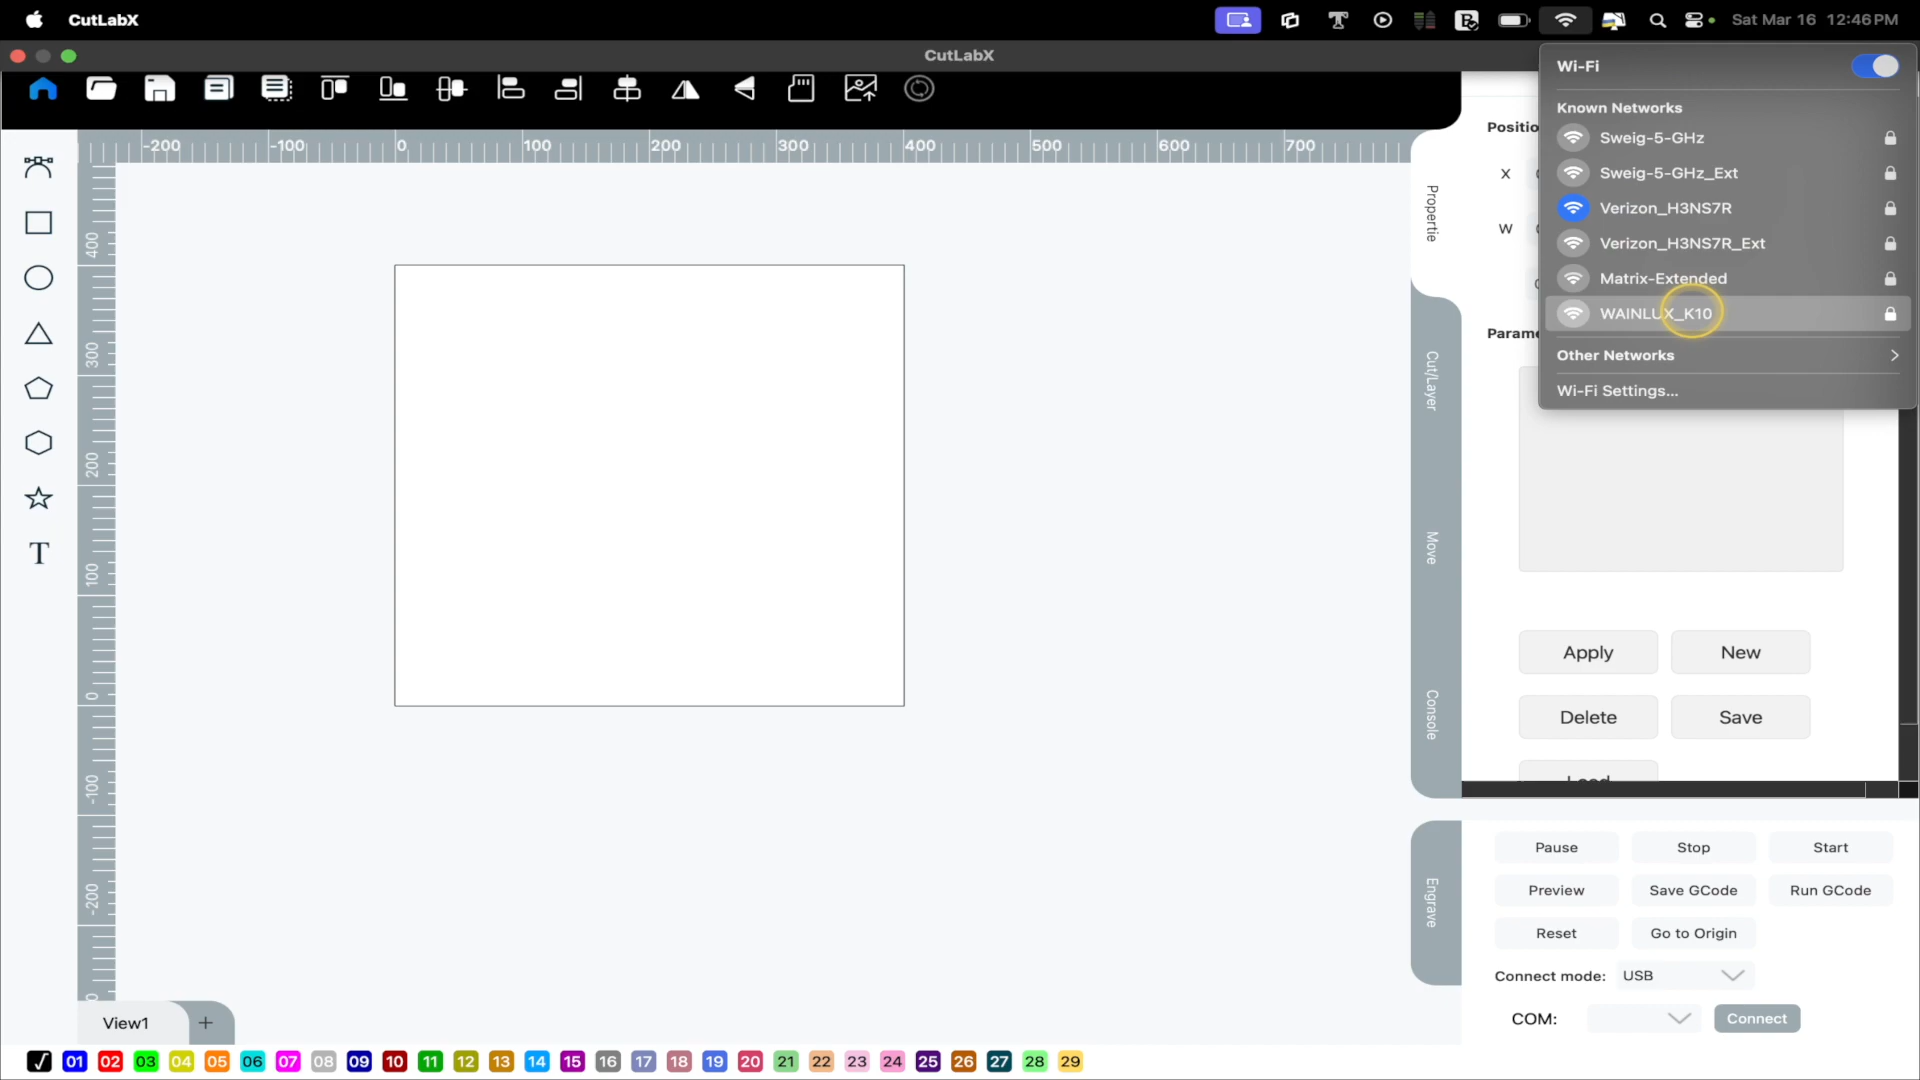 CutLabX
Sat Mar 16 12:46 PM
CutLabX
Wi-Fi
Known Networks
Sweig-5-GHz
Sweig-5-GHz_Ext
Verizon_H3NS7R
Verizon_H3NS7R_Ext
Matrix-Extended
WAINLUX_K10
Other Networks
Wi-Fi Settings...
-200 -100 0 100 200 300 400 500 600 700
400
300
200
100
0
-100
-200
T
Propertie
Cut/Layer
Move
Console
Engrave
Positio
X
W
Parame
Apply New
Delete Save
Load
Pause Stop Start
Preview Save GCode Run GCode
Reset Go to Origin
Connect mode: USB
COM: Connect
View1 +
01 02 03 04 05 06 07 08 09 10 11 12 13 14 15 16 17 18 19 20 21 22 23 24 25 26 27 28 29